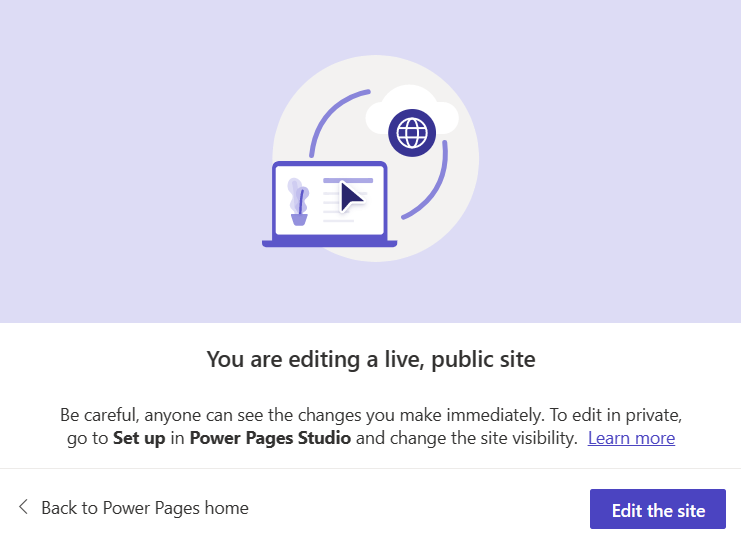 You are editing a live, public site
Be careful, anyone can see the changes you make immediately. To edit in private,
go to Set up in Power Pages Studio and change the site visibility. Learn more
Back to Power Pages home
Edit the site